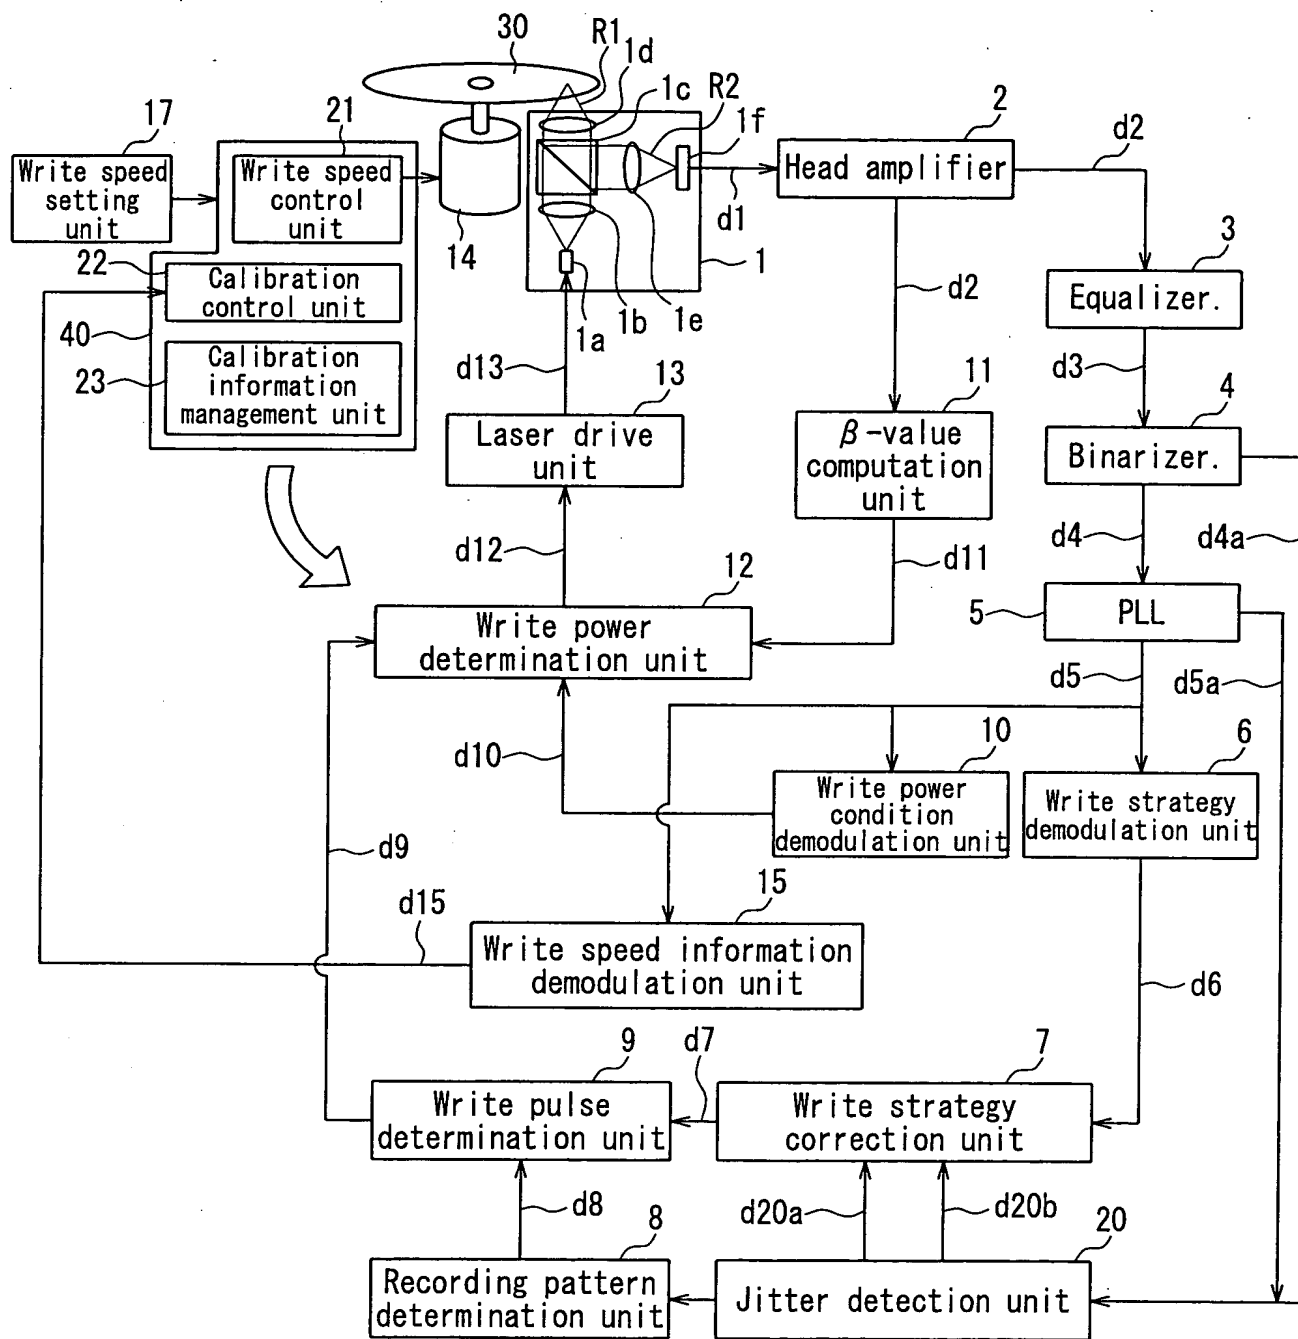 30
R1
1d
1c
R2
1f
2
d2
17
21
Write speed
setting
unit
Write speed
control
unit
14
Head amplifier
d1
3
22
Calibration
control unit
1
d2
Equalizer.
40
1a
1b
1e
23
Calibration
information
management unit
d13
13
11
d3
4
Laser drive
unit
β-value
computation
unit
Binarizer.
d12
d4
d4a
12
d11
5
PLL
Write power
determination unit
d5
d5a
d10
10
6
Write power
condition
demodulation unit
Write strategy
demodulation unit
d9
d15
15
Write speed information
demodulation unit
d6
9
d7
7
Write pulse
determination unit
Write strategy
correction unit
d8
8
d20a
d20b
20
Recording pattern
determination unit
Jitter detection unit